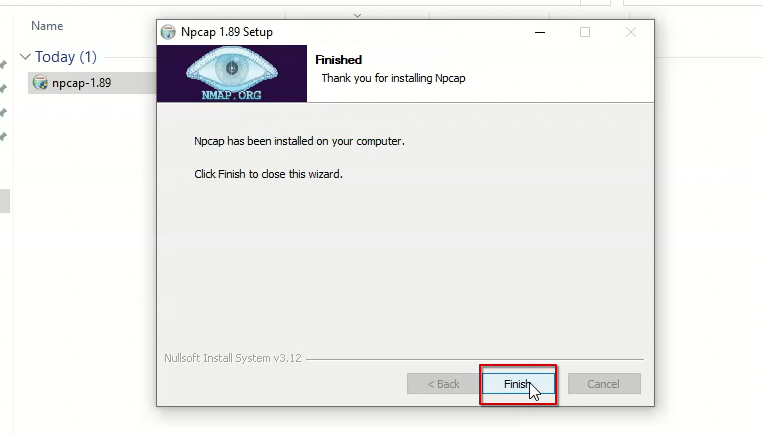 Name
Today (1)
npcap-1.89
Npcap 1.89 Setup
NMAP.ORG
Finished
Thank you for installing Npcap
Npcap has been installed on your computer.
Click Finish to close this wizard.
Nullsoft Install System v3.12
< Back
Finish
Cancel